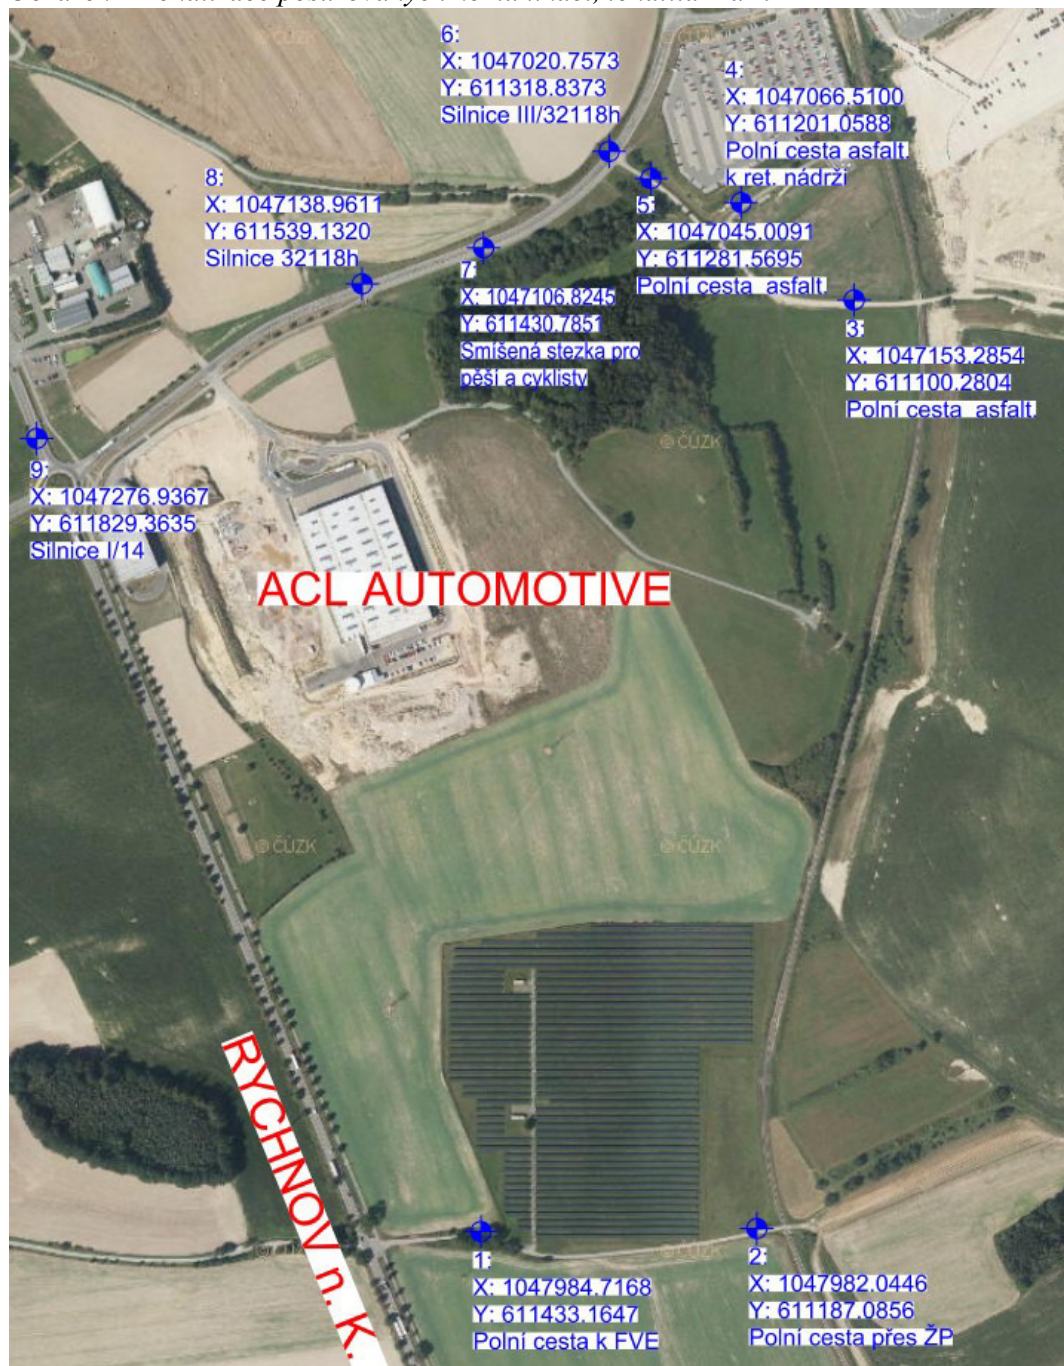 6:
X: 1047020.7573
Y: 611318.8373
Silnice III/32118h
4:
X: 1047066.5100
Y: 611201.0588
Polní cesta asfalt.
k ret. nádrži
8:
X: 1047138.9611
Y: 611539.1320
Silnice 32118h
5:
X: 1047045.0091
Y: 611281.5695
Polní cesta asfalt.
7:
X: 1047106.8245
Y: 611430.7851
Smíšená stezka pro
pěší a cyklisty
3:
X: 1047153.2854
Y: 611100.2804
Polní cesta asfalt.
© ČÚZK
9:
X: 1047276.9367
Y: 611829.3635
Silnice I/14
ACL AUTOMOTIVE
© ČÚZK
© ČÚZK
RYCHNOV n. K.
1:
X: 1047984.7168
Y: 611433.1647
Polní cesta k FVE
2:
X: 1047982.0446
Y: 611187.0856
Polní cesta přes ŽP